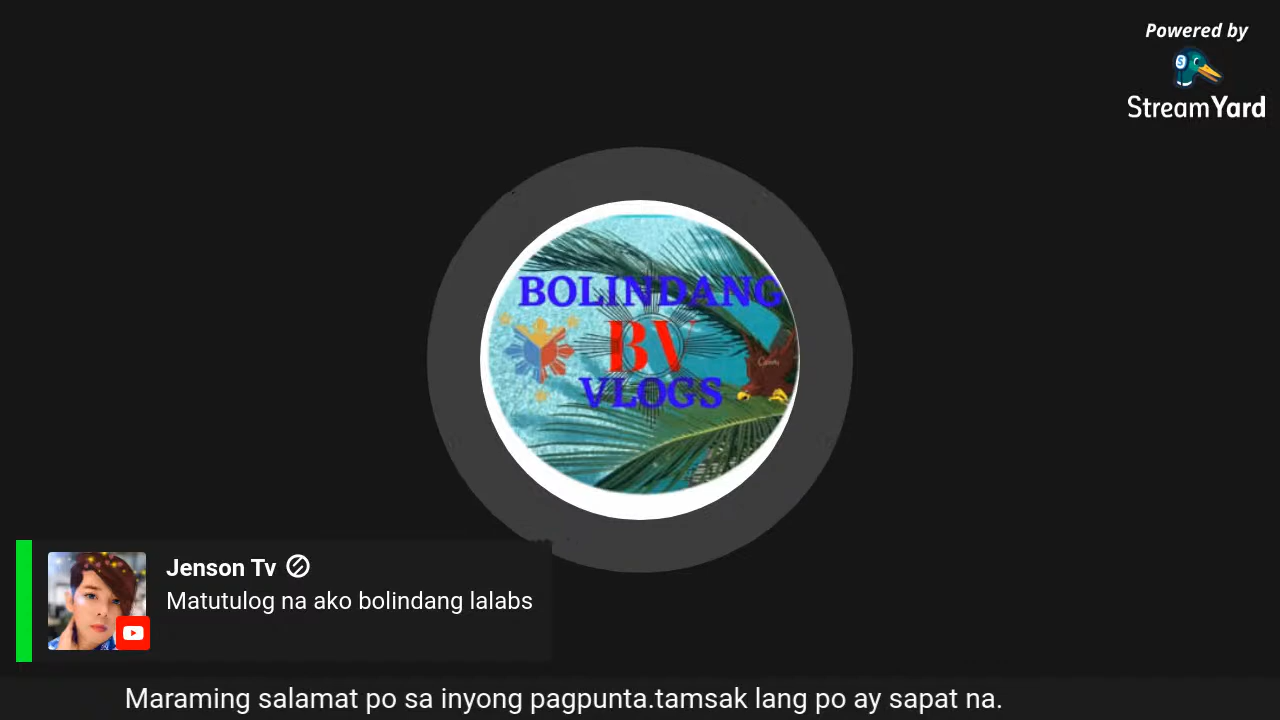 Powered by
StreamYard
BOLINDANG
BV
VLOGS
Canva
Jenson Tv
Matutulog na ako bolindang lalabs
Maraming salamat po sa inyong pagpunta.tamsak lang po ay sapat na.